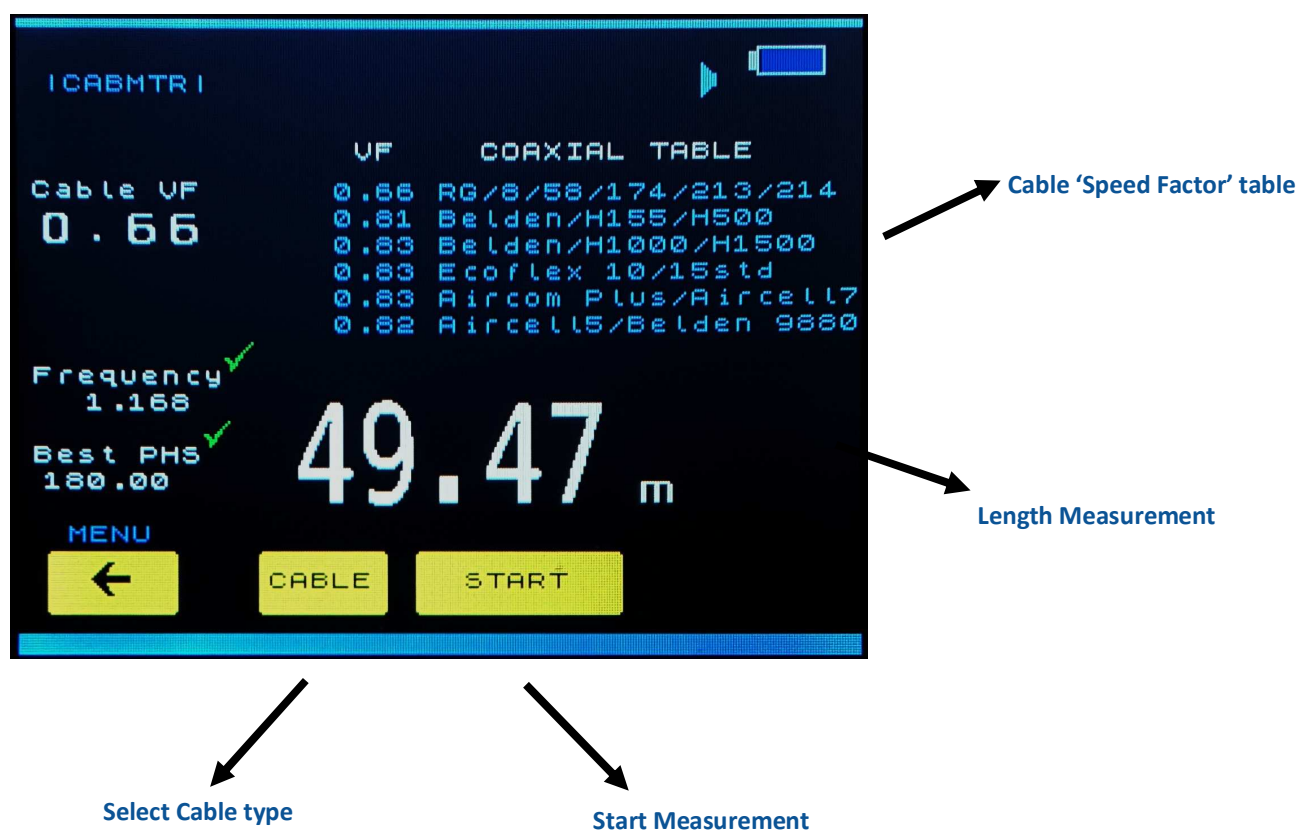 |CABMTR|
VF COAXIAL TABLE
Cable VF
0.66
0.66 RG/8/58/174/213/214
0.81 Belden/H155/H500
0.83 Belden/H1000/H1500
0.83 Ecoflex 10/15std
0.83 Aircom Plus/Aircell7
0.82 Aircell5/Belden 9880
Cable ‘Speed Factor’ table
Frequency
1.168
Best PHS
180.00
49.47 m
Length Measurement
MENU
CABLE
START
Select Cable type
Start Measurement